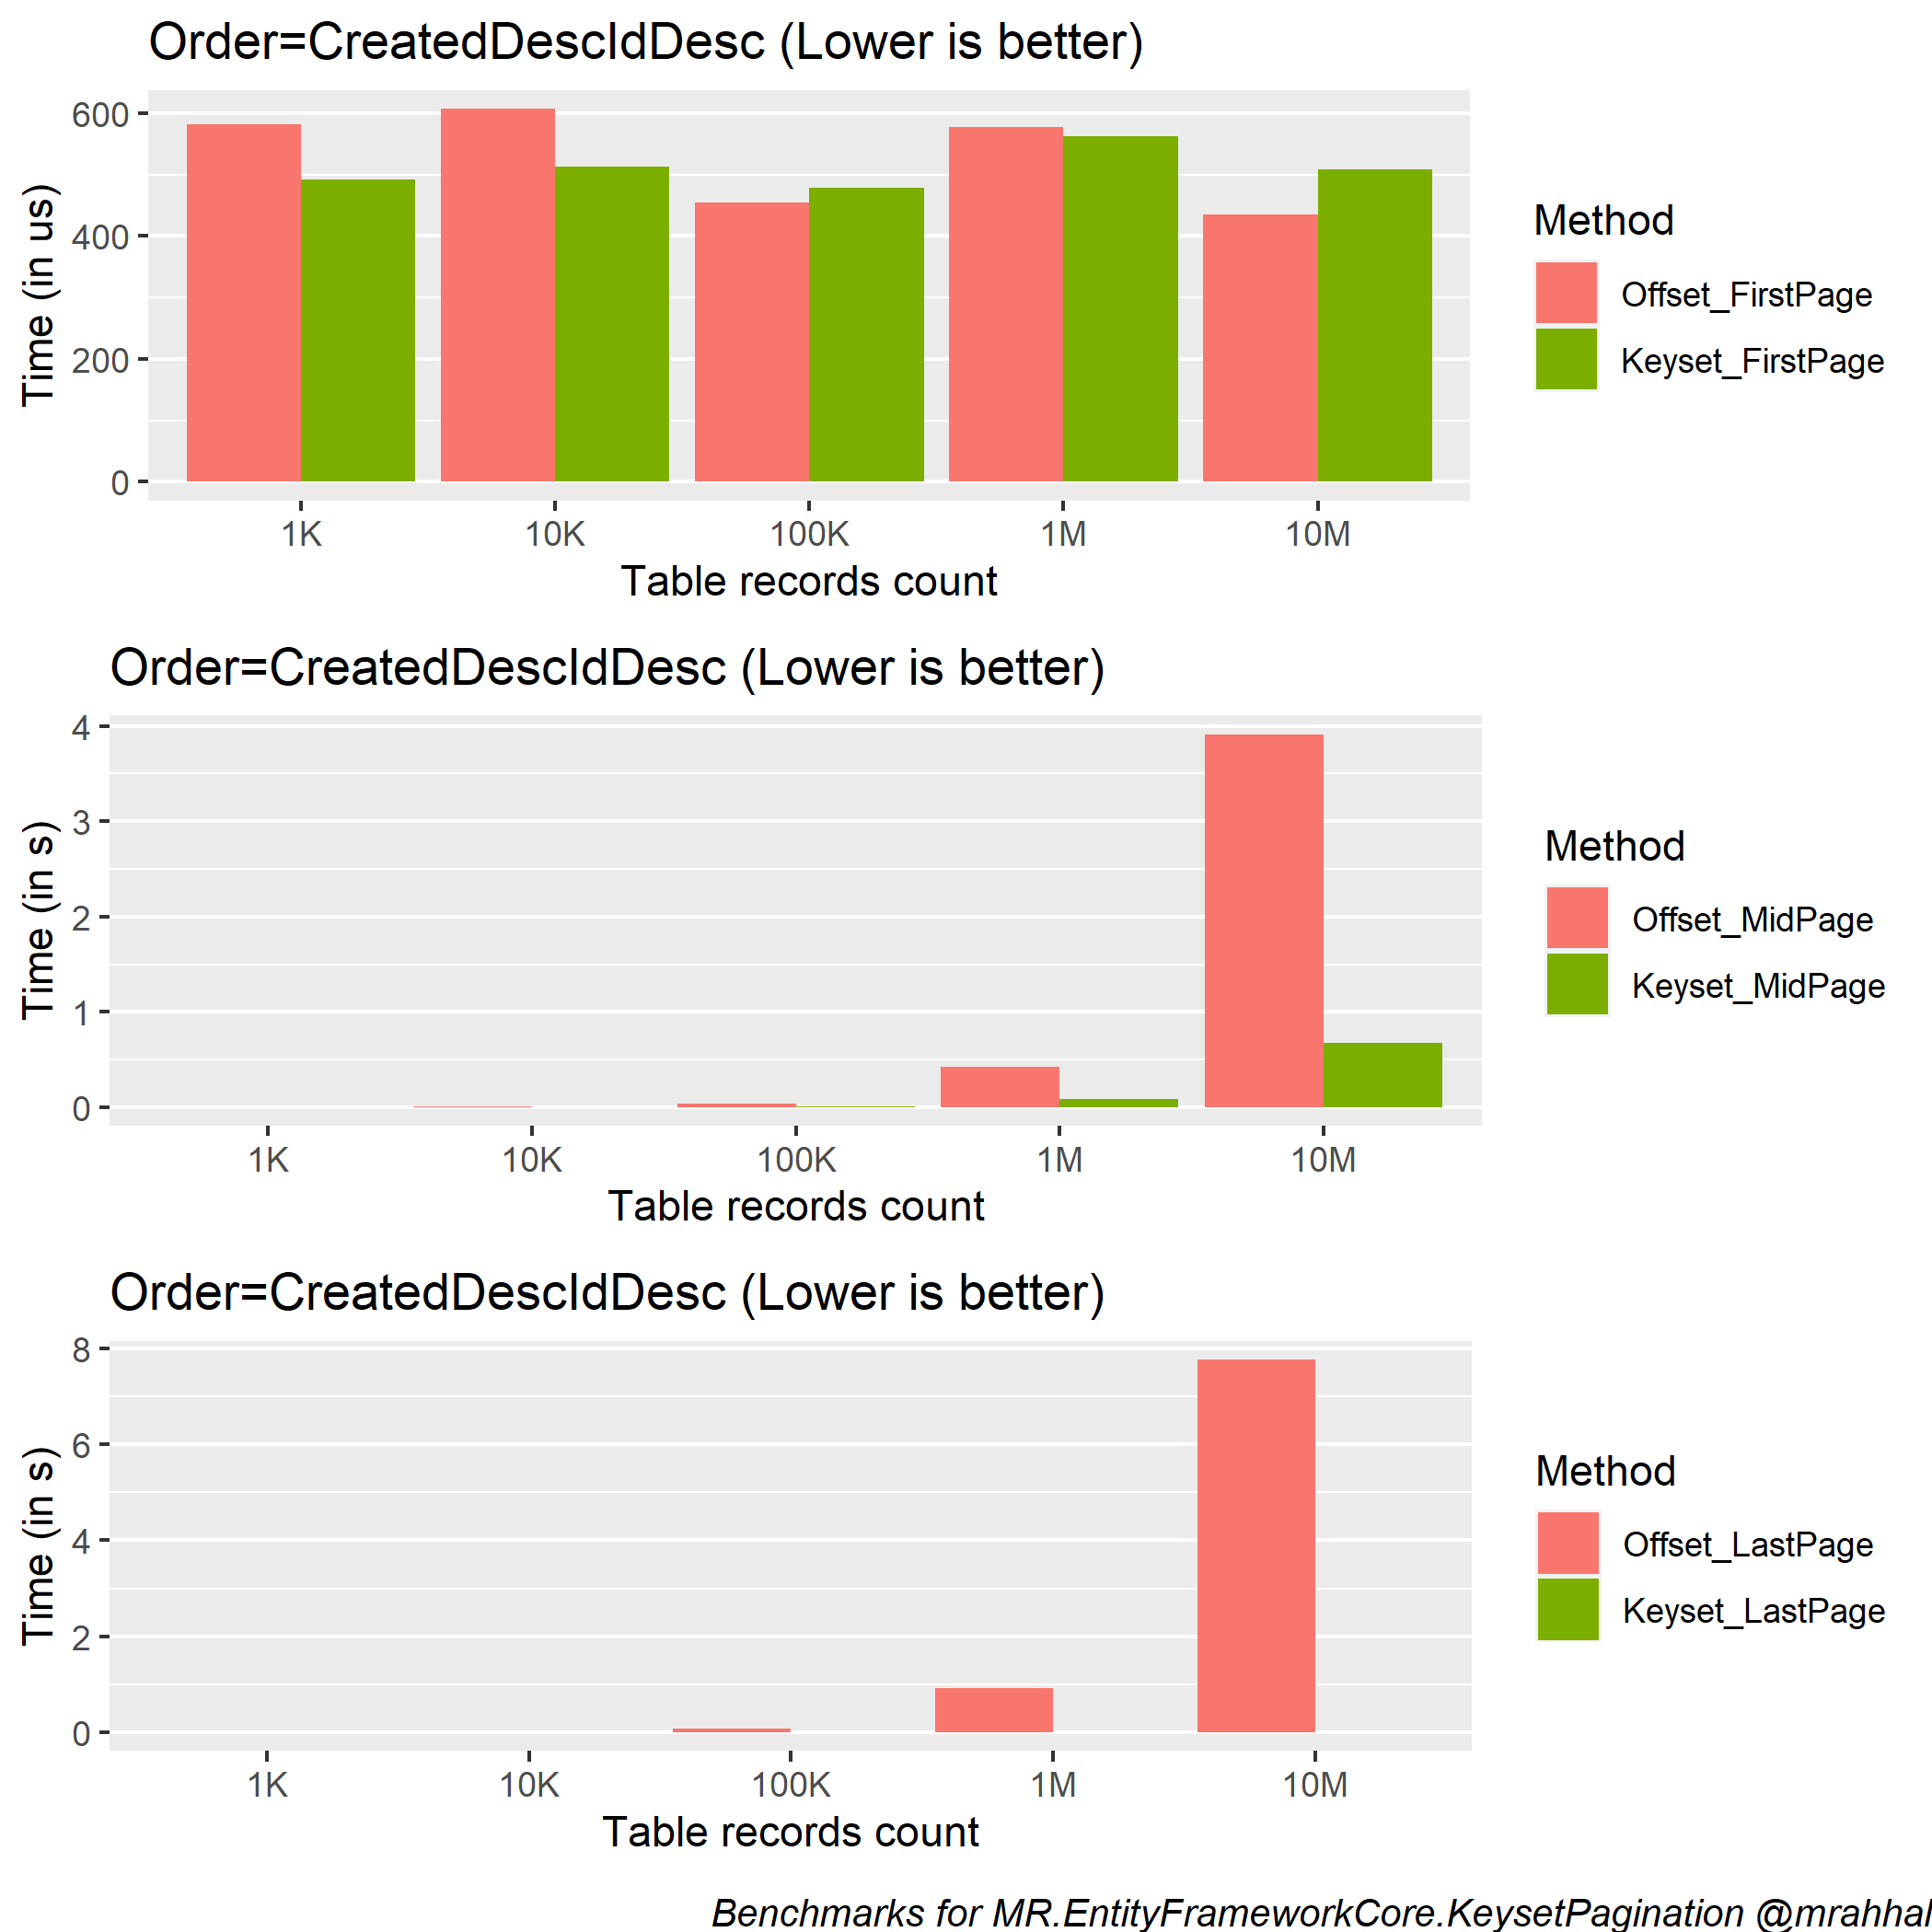 Order=CreatedDescIdDesc (Lower is better)
Time (in us)
600
400
200
0
1K 10K 100K 1M 10M
Table records count
Method
Offset_FirstPage
Keyset_FirstPage
Order=CreatedDescIdDesc (Lower is better)
Time (in s)
4
3
2
1
0
1K 10K 100K 1M 10M
Table records count
Method
Offset_MidPage
Keyset_MidPage
Order=CreatedDescIdDesc (Lower is better)
Time (in s)
8
6
4
2
0
1K 10K 100K 1M 10M
Table records count
Method
Offset_LastPage
Keyset_LastPage
Benchmarks for MR.EntityFrameworkCore.KeysetPagination @mrahhal